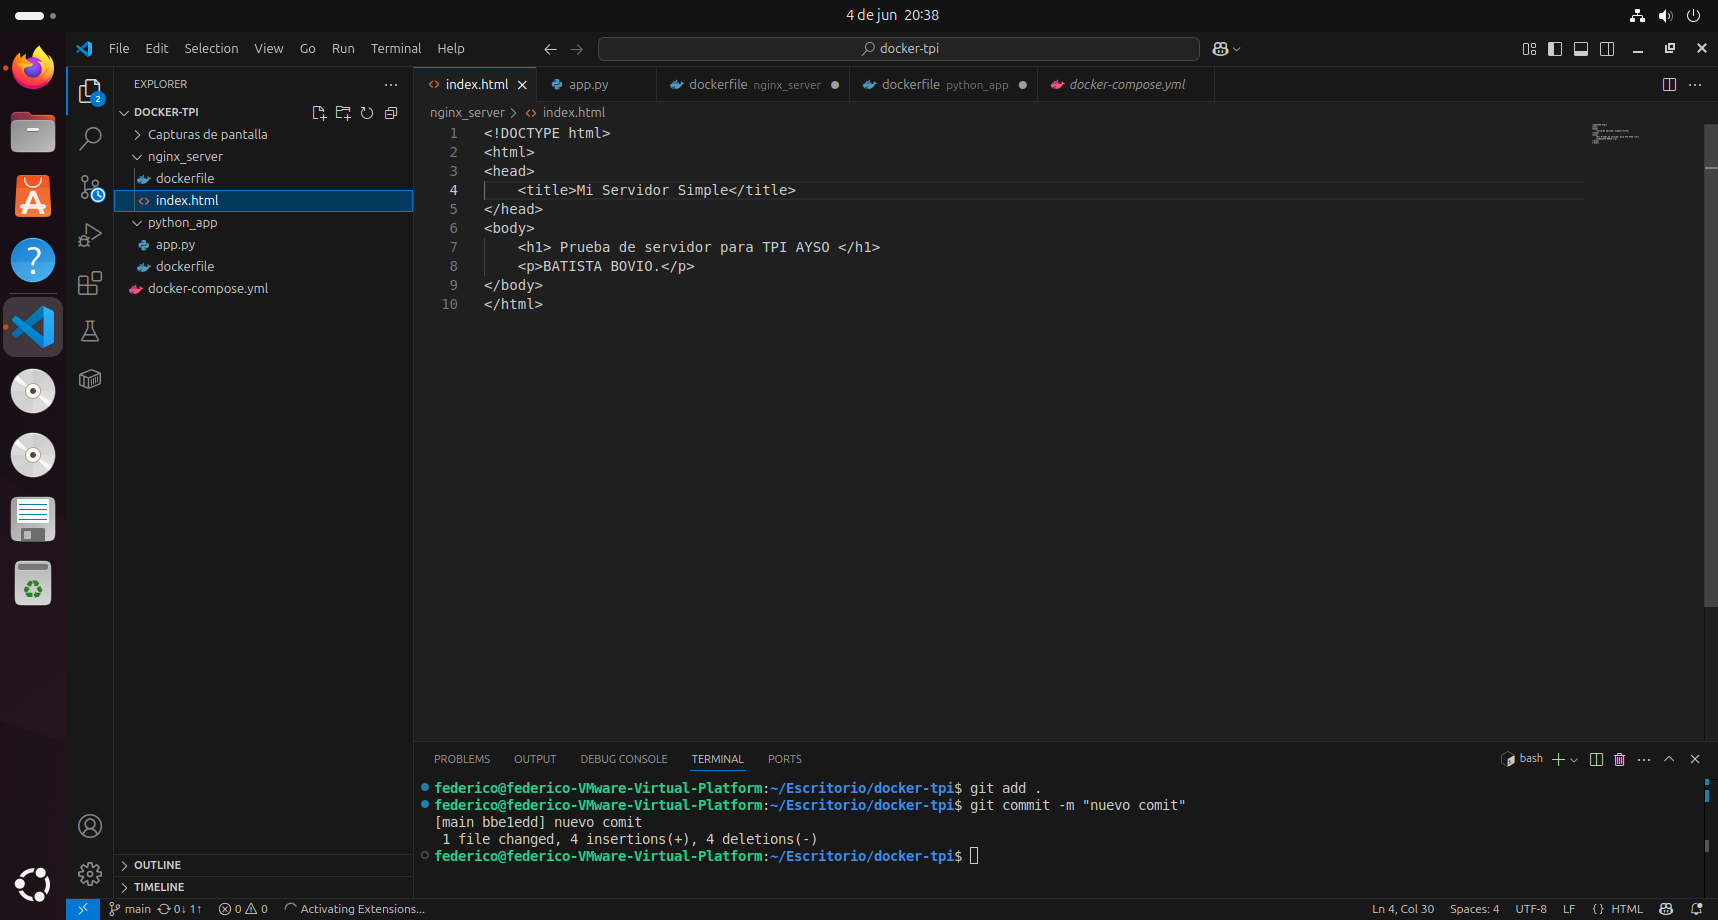 4 de jun 20:38
File Edit Selection View Go Run Terminal Help
docker-tpi
EXPLORER
DOCKER-TPI
Capturas de pantalla
nginx_server
dockerfile
index.html
python_app
app.py
dockerfile
docker-compose.yml
OUTLINE
TIMELINE
2
index.html
app.py
dockerfile nginx_server
dockerfile python_app
docker-compose.yml
nginx_server > index.html
1 <!DOCTYPE html>
2 <html>
3 <head>
4 <title>Mi Servidor Simple</title>
5 </head>
6 <body>
7 <h1> Prueba de servidor para TPI AYSO </h1>
8 <p>BATISTA BOVIO.</p>
9 </body>
10 </html>
PROBLEMS OUTPUT DEBUG CONSOLE TERMINAL PORTS
bash
federico@federico-VMware-Virtual-Platform:~/Escritorio/docker-tpi$ git add .
federico@federico-VMware-Virtual-Platform:~/Escritorio/docker-tpi$ git commit -m "nuevo comit"
[main bbe1edd] nuevo comit
1 file changed, 4 insertions(+), 4 deletions(-)
federico@federico-VMware-Virtual-Platform:~/Escritorio/docker-tpi$
main 0↓ 1↑ 0 0 Activating Extensions...
Ln 4, Col 30 Spaces: 4 UTF-8 LF {} HTML